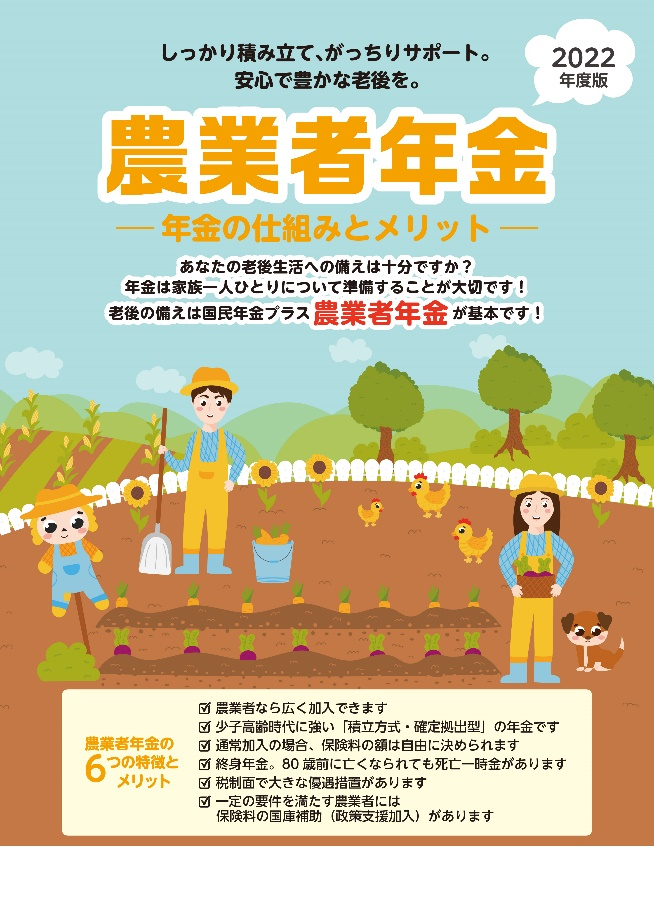 しっかり積み立て、がっちりサポート。
安心で豊かな老後を。
2022
年度版
農業者年金
年金の仕組みとメリット
あなたの老後生活への備えは十分ですか？
年金は家族一人ひとりについて準備することが大切です！
老後の備えは国民年金プラス農業者年金が基本です！
農業者年金の
6つの特徴と
メリット
農業者なら広く加入できます
少子高齢時代に強い「積立方式・確定拠出型」の年金です
通常加入の場合、保険料の額は自由に決められます
終身年金。80歳前に亡くなられても死亡一時金があります
税制面で大きな優遇措置があります
一定の要件を満たす農業者には
保険料の国庫補助（政策支援加入）があります